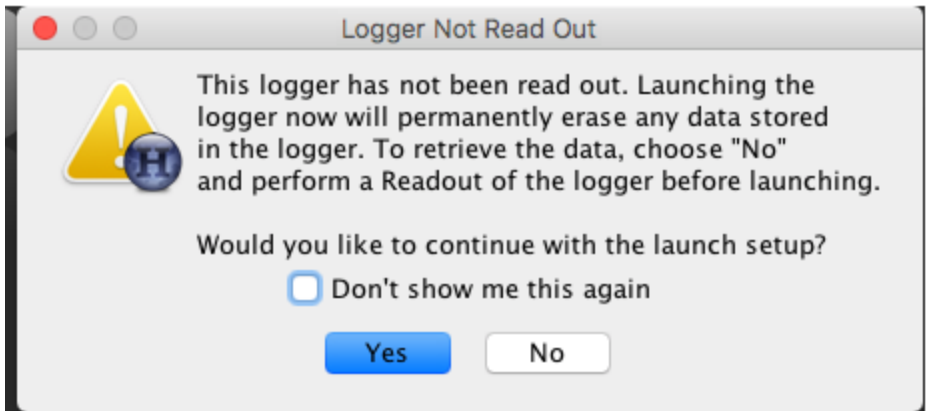 Logger Not Read Out
This logger has not been read out. Launching the
logger now will permanently erase any data stored
in the logger. To retrieve the data, choose "No"
and perform a Readout of the logger before launching.
Would you like to continue with the launch setup?
Don't show me this again
Yes No
H